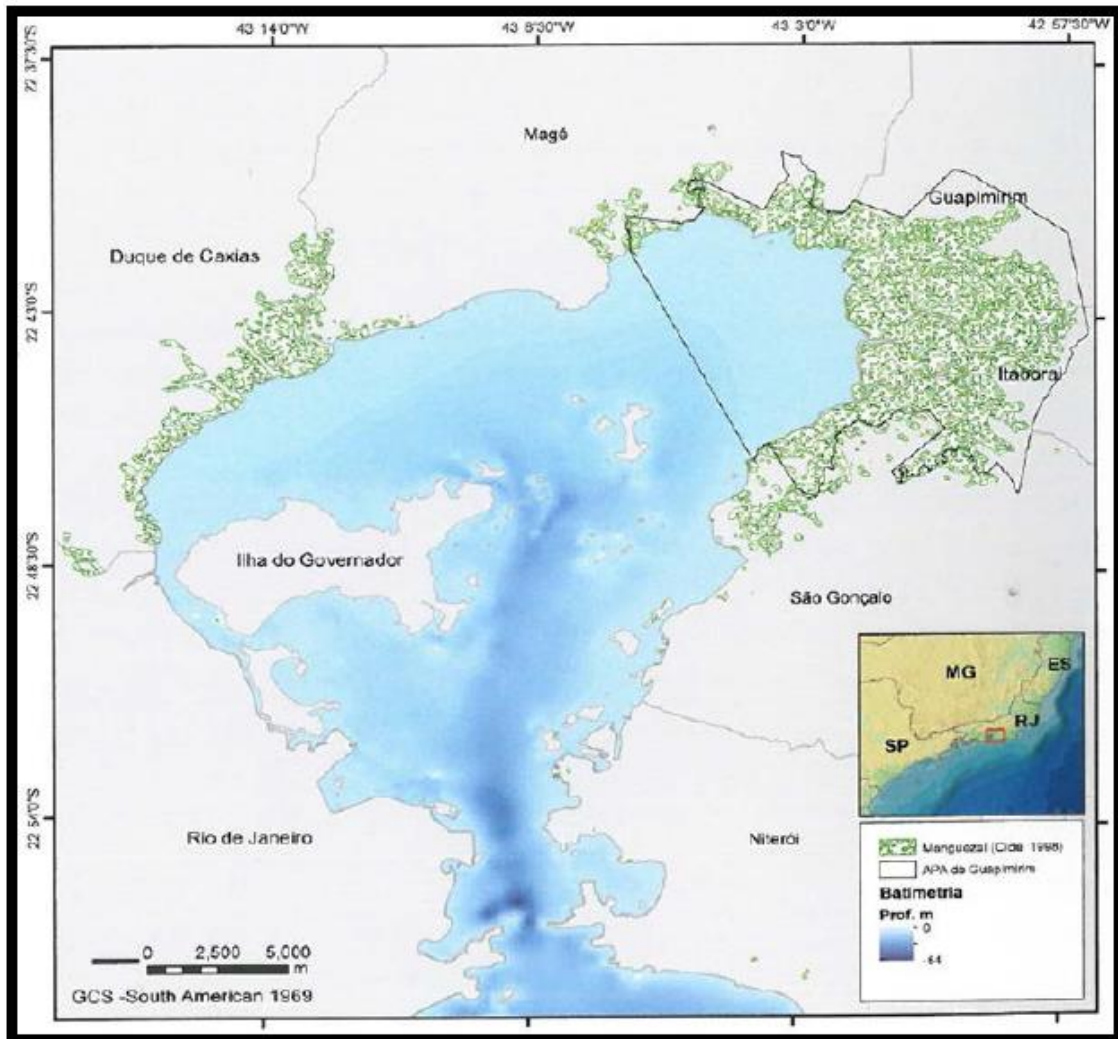 43 14'0"W 43 8'30"W 43 3'0"W 42 57'30"W
22 37'30"S
Magé
Guapimirim
Duque de Caxias
22 43'0"S
Itaboraí
22 48'30"S
Ilha do Governador
São Gonçalo
MG
ES
RJ
SP
22 54'0"S
Rio de Janeiro
Niterói
Manguezal (Cide 1998)
APA de Guapimirim
Batimetria
Prof. m
0
-64
0 2,500 5,000
m
GCS -South American 1969